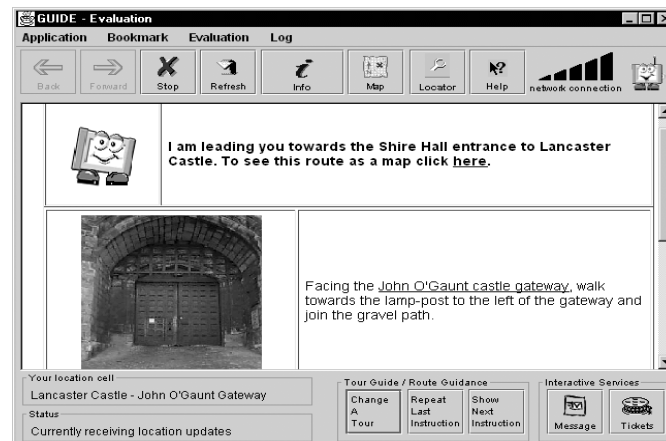 GUIDE - Evaluation
Application Bookmark Evaluation Log
Back Forward Stop Refresh Info Map Locator Help network connection
I am leading you towards the Shire Hall entrance to Lancaster
Castle. To see this route as a map click here.
Facing the John O'Gaunt castle gateway, walk
towards the lamp-post to the left of the gateway and
join the gravel path.
Your location cell
Lancaster Castle - John O'Gaunt Gateway
Status
Currently receiving location updates
Tour Guide / Route Guidance
Change
A
Tour
Repeat
Last
Instruction
Show
Next
Instruction
Interactive Services
Message Tickets